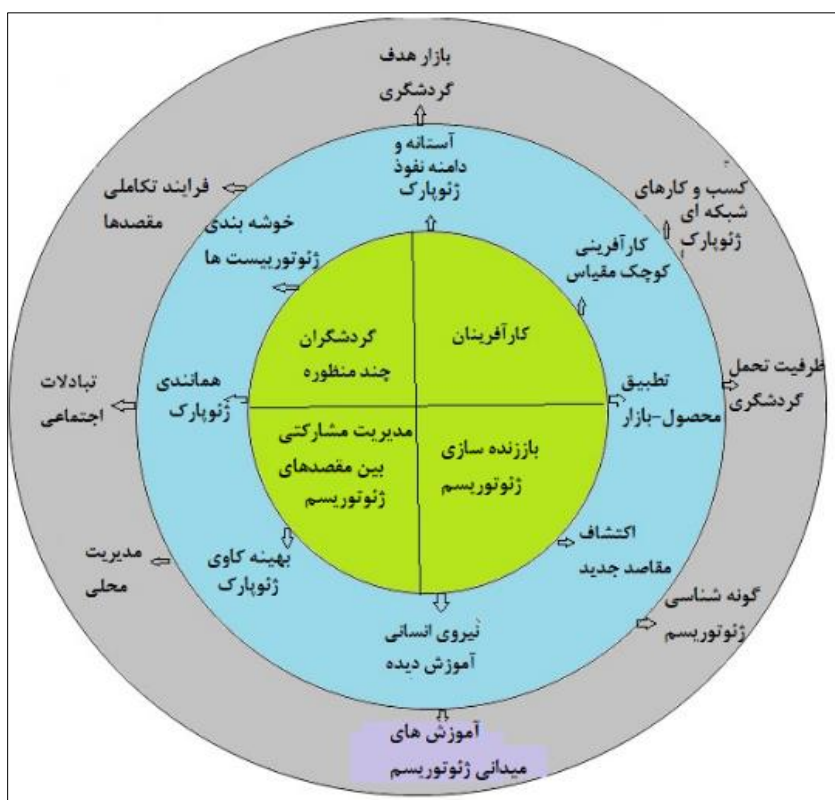 بازار هدف
گردشگری
آستانه و
دامنه نفوذ
ژئوپارک
کسب و کارهای
شبکه ای
ژئوپارک
فرایند تکاملی
مقصدها
خوشه بندی
ژئوتوریست ها
کارآفرینی
کوچک مقیاس
کارآفرینان
گردشگران
چند منظوره
ظرفیت تحمل
گردشگری
تطبیق
محصول-بازار
همانندی
ژئوپارک
تبادلات
اجتماعی
باززنده سازی
ژئوتوریسم
مدیریت مشارکتی
بین مقصدهای
ژئوتوریسم
اکتشاف
مقاصد جدید
بهینه کاوی
ژئوپارک
مدیریت
محلی
گونه شناسی
ژئوتوریسم
نیروی انسانی
آموزش دیده
آموزش های
میدانی ژئوتوریسم